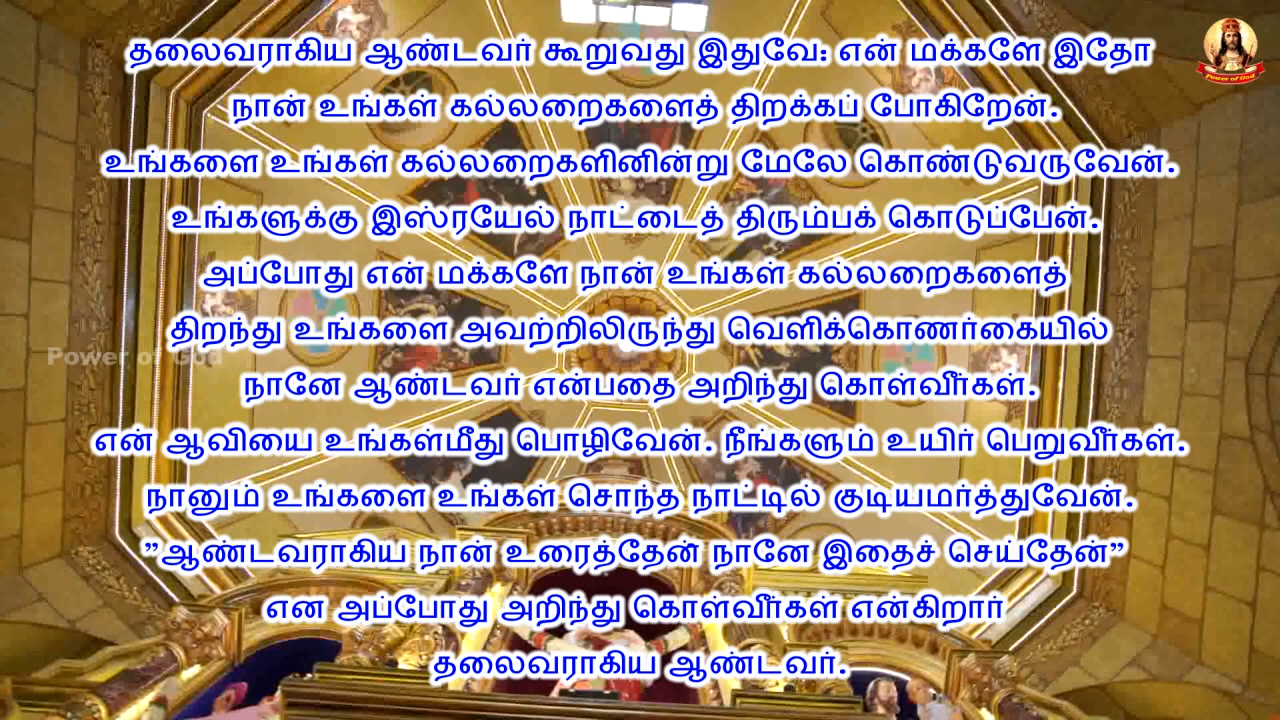 தலைவராகிய ஆண்டவர் கூறுவது இதுவே: என் மக்களே இதோ
நான் உங்கள் கல்லறைகளைத் திறக்கப் போகிறேன்.
உங்களை உங்கள் கல்லறைகளினின்று மேலே கொண்டுவருவேன்.
உங்களுக்கு இஸ்ரயேல் நாட்டைத் திரும்பக் கொடுப்பேன்.
அப்போது என் மக்களே நான் உங்கள் கல்லறைகளைத்
திறந்து உங்களை அவற்றிலிருந்து வெளிக்கொணர்கையில்
நானே ஆண்டவர் என்பதை அறிந்து கொள்வீர்கள்.
என் ஆவியை உங்கள்மீது பொழிவேன். நீங்களும் உயிர் பெறுவீர்கள்.
நானும் உங்களை உங்கள் சொந்த நாட்டில் குடியமர்த்துவேன்.
”ஆண்டவராகிய நான் உரைத்தேன் நானே இதைச் செய்தேன்”
என அப்போது அறிந்து கொள்வீர்கள் என்கிறார்
தலைவராகிய ஆண்டவர்.
Power of God
Power of God